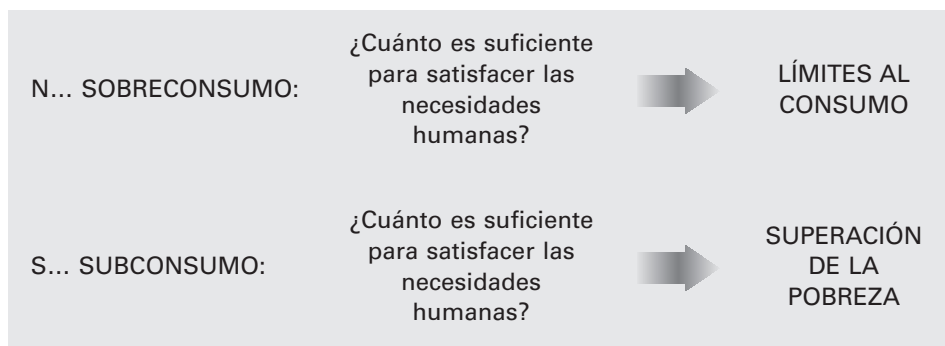 N... SOBRECONSUMO:
¿Cuánto es suficiente
para satisfacer las
necesidades
humanas?
LÍMITES AL
CONSUMO
S... SUBCONSUMO:
¿Cuánto es suficiente
para satisfacer las
necesidades
humanas?
SUPERACIÓN
DE LA
POBREZA